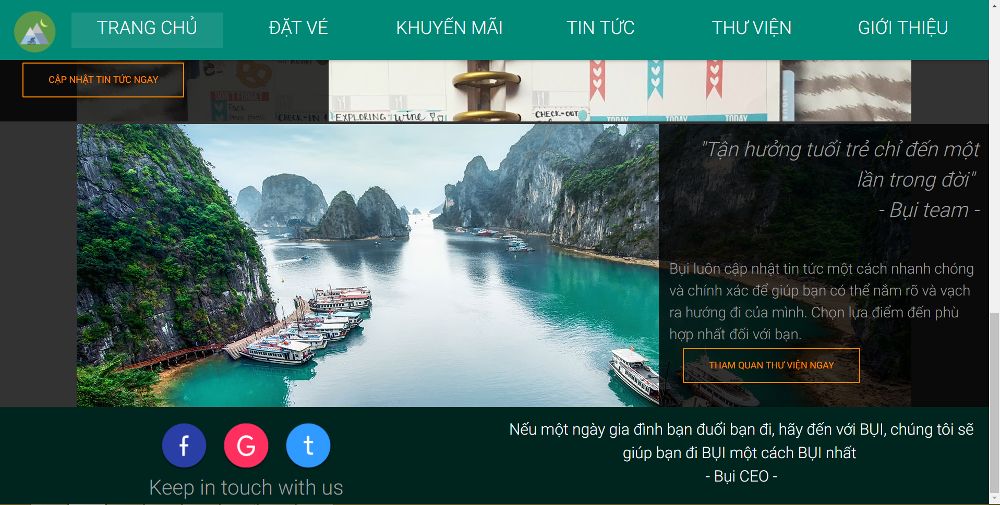 TRANG CHỦ
ĐẶT VÉ
KHUYẾN MÃI
TIN TỨC
THƯ VIỆN
GIỚI THIỆU
CẬP NHẬT TIN TỨC NGAY
DON'T FORGET
Pack
Print Hotel
CHECK-IN
EXPLORING
wine
CHECK-OUT
TODAY
TODAY
TODAY
"Tận hưởng tuổi trẻ chỉ đến một
lần trong đời"
- Bụi team -
Bụi luôn cập nhật tin tức một cách nhanh chóng
và chính xác để giúp bạn có thể nắm rõ và vạch
ra hướng đi của mình. Chọn lựa điểm đến phù
hợp nhất đối với bạn.
THAM QUAN THƯ VIỆN NGAY
f
G
t
Keep in touch with us
Nếu một ngày gia đình bạn đuổi bạn đi, hãy đến với BỤI, chúng tôi sẽ
giúp bạn đi BỤI một cách BỤI nhất
- Bụi CEO -